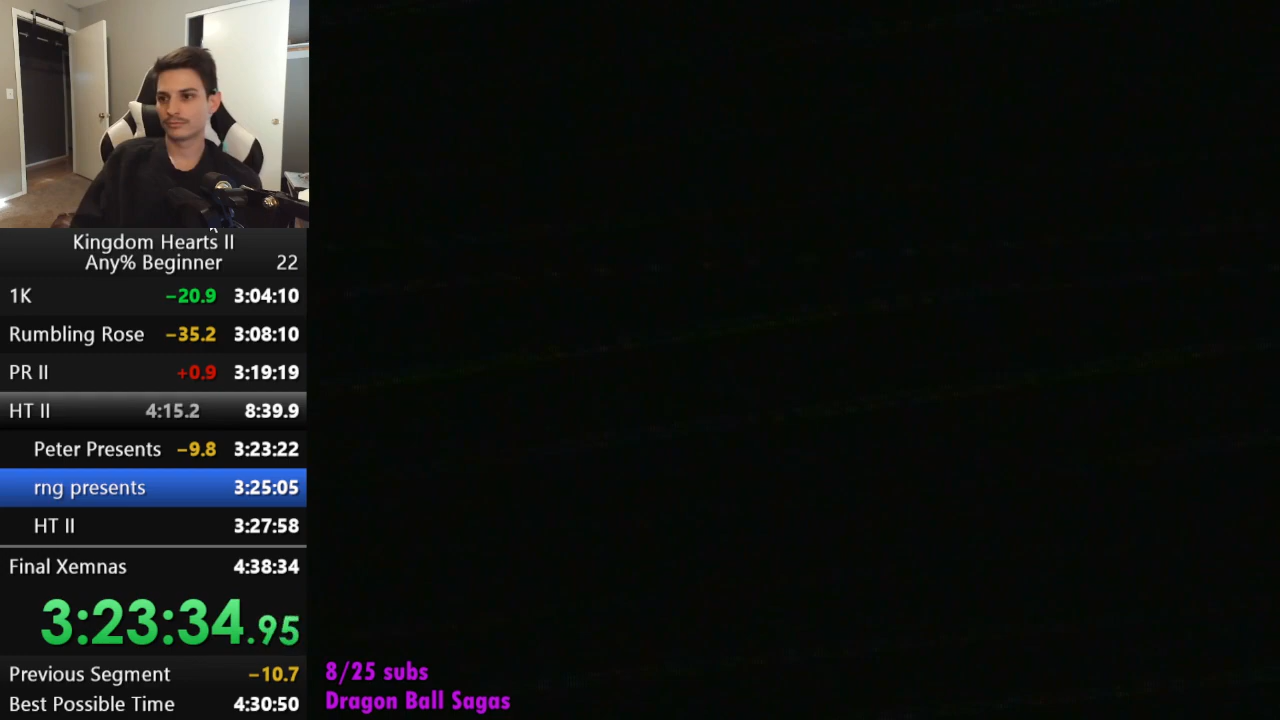 Kingdom Hearts II
Any% Beginner 22
1K -20.9 3:04:10
Rumbling Rose -35.2 3:08:10
PR II +0.9 3:19:19
HT II 4:15.2 8:39.9
Peter Presents -9.8 3:23:22
rng presents 3:25:05
HT II 3:27:58
Final Xemnas 4:38:34
3:23:34.95
Previous Segment -10.7
Best Possible Time 4:30:50
8/25 subs
Dragon Ball Sagas